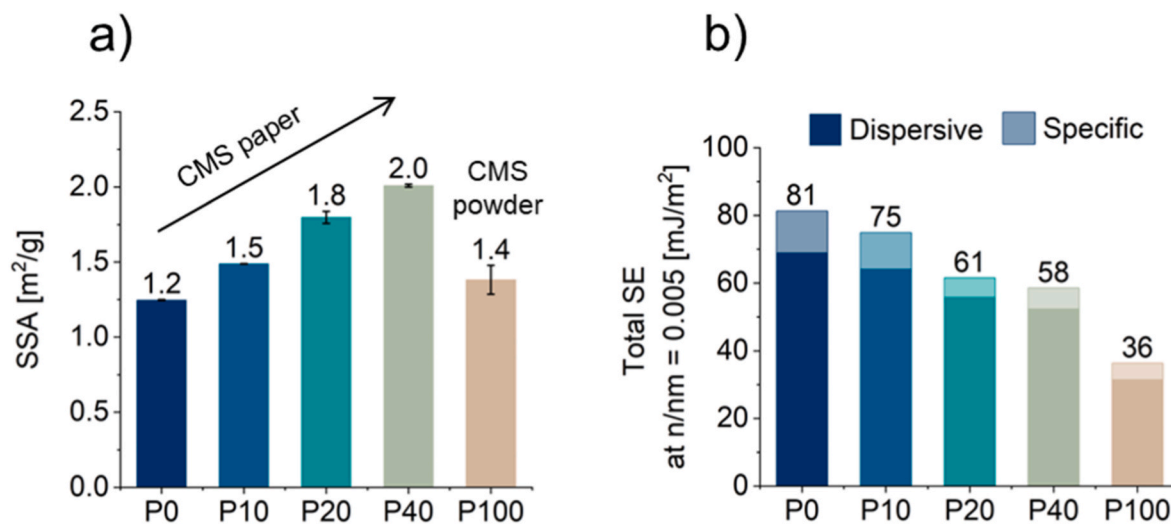 a)
SSA [m²/g]
2.5
2.0
1.5
1.0
0.5
0.0
CMS paper
CMS
powder
1.2
1.5
1.8
2.0
1.4
P0 P10 P20 P40 P100
b)
Dispersive Specific
Total SE
at n/nm = 0.005 [mJ/m²]
100
80
60
40
20
0
81
75
61
58
36
P0 P10 P20 P40 P100